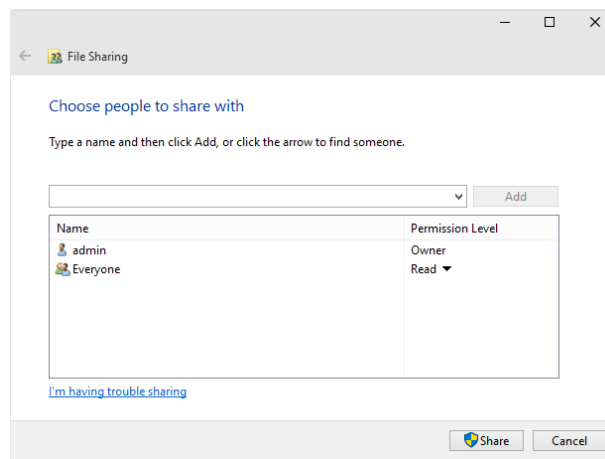 File Sharing
Choose people to share with
Type a name and then click Add, or click the arrow to find someone.
Add
Name Permission Level
admin Owner
Everyone Read
I'm having trouble sharing
Share Cancel